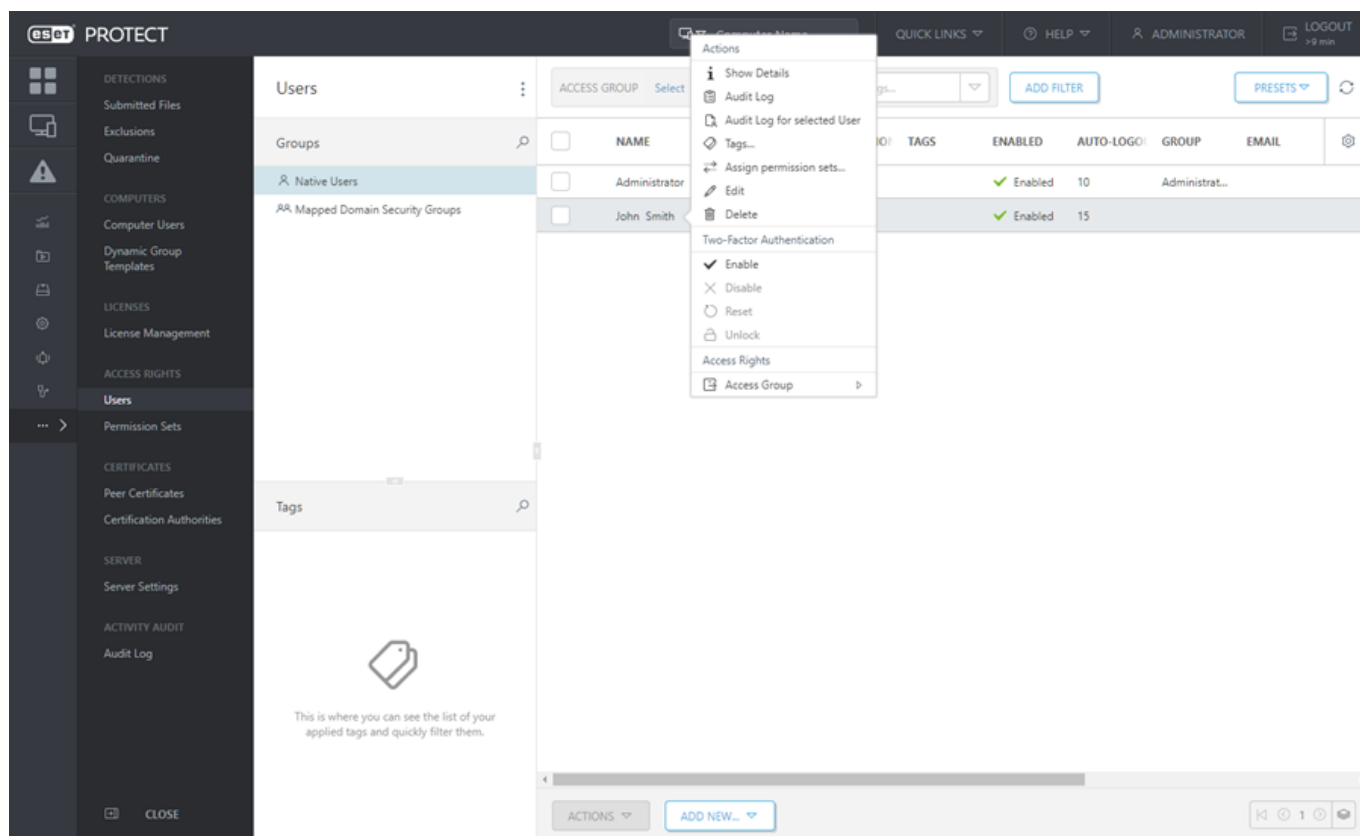 eset PROTECT
Computer Name
QUICK LINKS
HELP
ADMINISTRATOR
LOGOUT
>9 min
DETECTIONS
Submitted Files
Exclusions
Quarantine
COMPUTERS
Computer Users
Dynamic Group
Templates
LICENSES
License Management
ACCESS RIGHTS
Users
Permission Sets
CERTIFICATES
Peer Certificates
Certification Authorities
SERVER
Server Settings
ACTIVITY AUDIT
Audit Log
CLOSE
Users
Groups
Native Users
Mapped Domain Security Groups
Tags
This is where you can see the list of your
applied tags and quickly filter them.
ACCESS GROUP Select
ADD FILTER
PRESETS
NAME TAGS ENABLED AUTO-LOGO GROUP EMAIL
Administrator Enabled 10 Administrat...
John Smith Enabled 15
Actions
Show Details
Audit Log
Audit Log for selected User
Tags...
Assign permission sets...
Edit
Delete
Two-Factor Authentication
Enable
Disable
Reset
Unlock
Access Rights
Access Group
ACTIONS
ADD NEW...
1